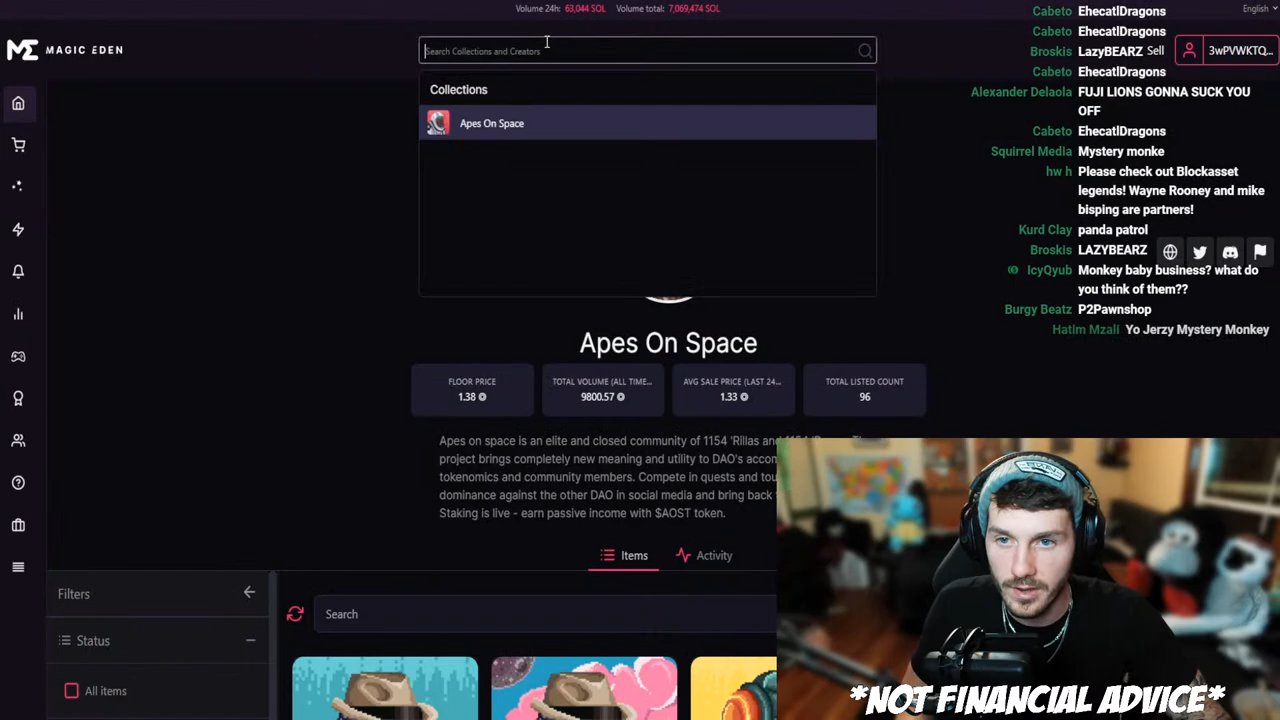 Volume 24h: 63,044 SOL Volume total: 7,069,474 SOL
English
MAGIC EDEN
Search Collections and Creators
3wPVWKTQ...
Collections
Apes On Space
Cabeto EhecatlDragons
Cabeto EhecatlDragons
Broskis LazyBEARZ Sell
Cabeto EhecatlDragons
Alexander Delaola FUJI LIONS GONNA SUCK YOU
OFF
Cabeto EhecatlDragons
Squirrel Media Mystery monke
hw h Please check out Blockasset
legends! Wayne Rooney and mike
bisping are partners!
Kurd Clay panda patrol
Broskis LAZYBEARZ
IcyQyub Monkey baby business? what do
you think of them??
Burgy Beatz P2Pawnshop
Hatim Mzali Yo Jerzy Mystery Monkey
Apes On Space
FLOOR PRICE
1.38
TOTAL VOLUME (ALL TIME...
9800.57
AVG SALE PRICE (LAST 24...
1.33
TOTAL LISTED COUNT
96
Apes on space is an elite and closed community of 1154 'Rillas and
project brings completely new meaning and utility to DAO's
tokenomics and community members. Compete in quests and
dominance against the other DAO in social media and bring back
Staking is live - earn passive income with $AOST token.
Items
Activity
Filters
Search
Status
All items
*NOT FINANCIAL ADVICE*